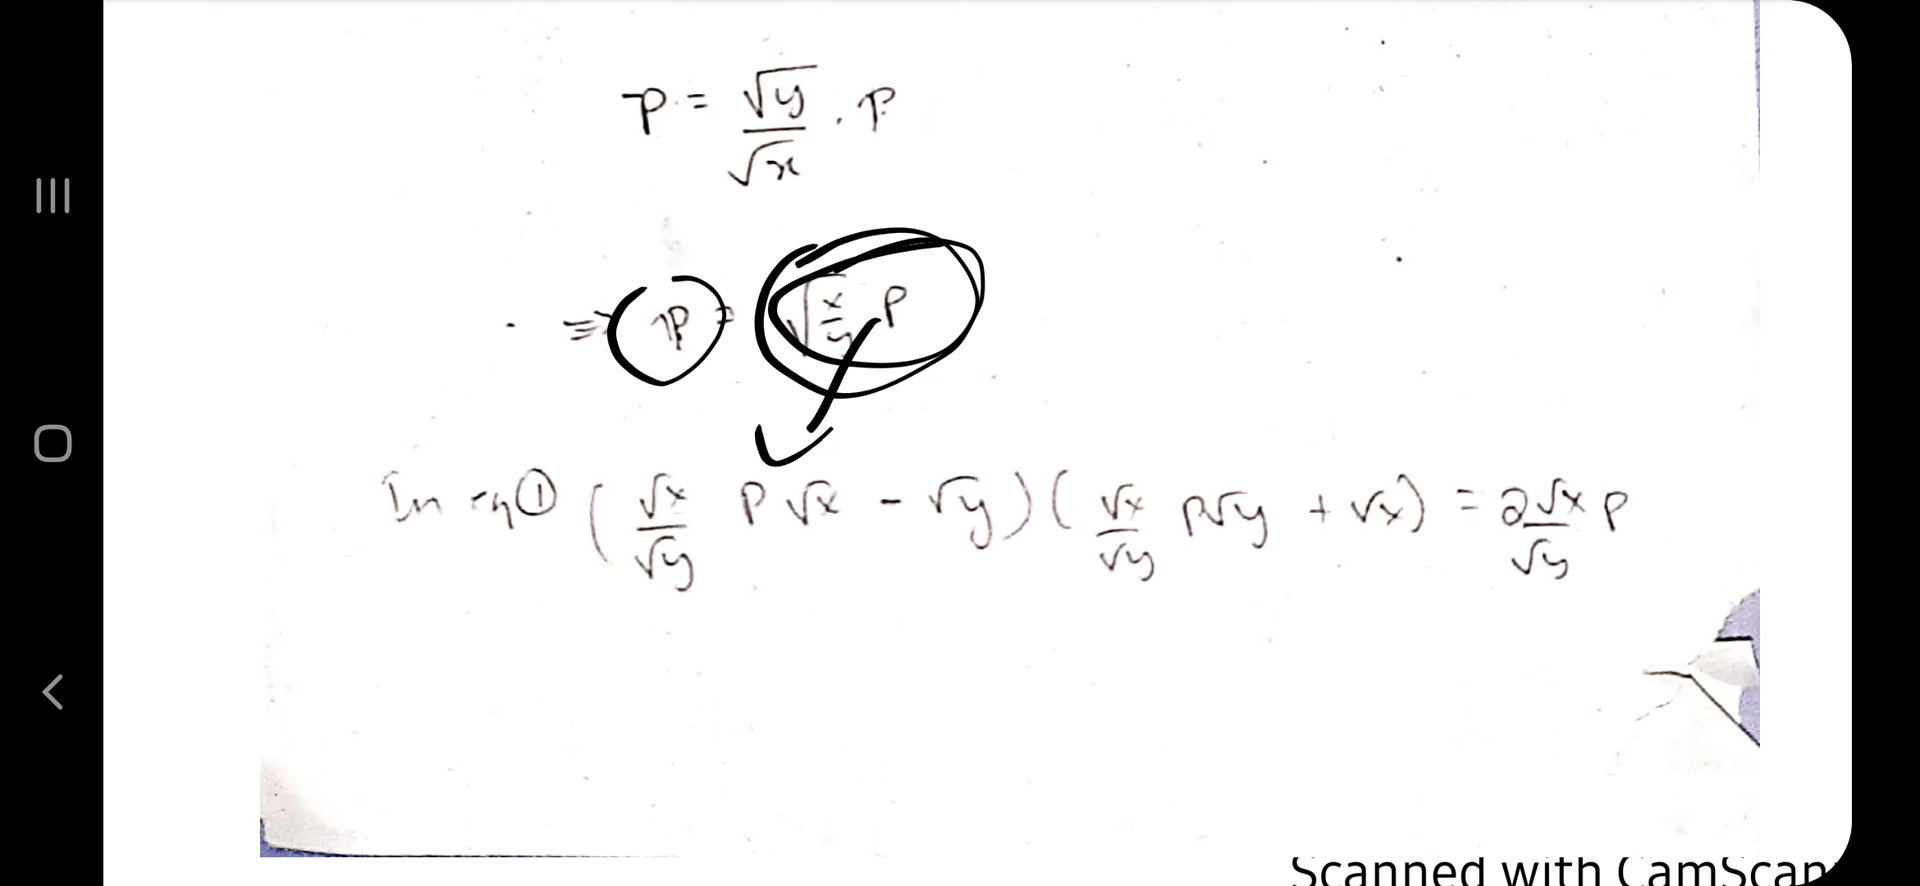 P = √y/√x . P
⇒ P = √(x/y) P
In eq ① (√x/√y P√x - √y) (√x/√y P√y + √x) = 2√x/√y P
Scanned with CamScan